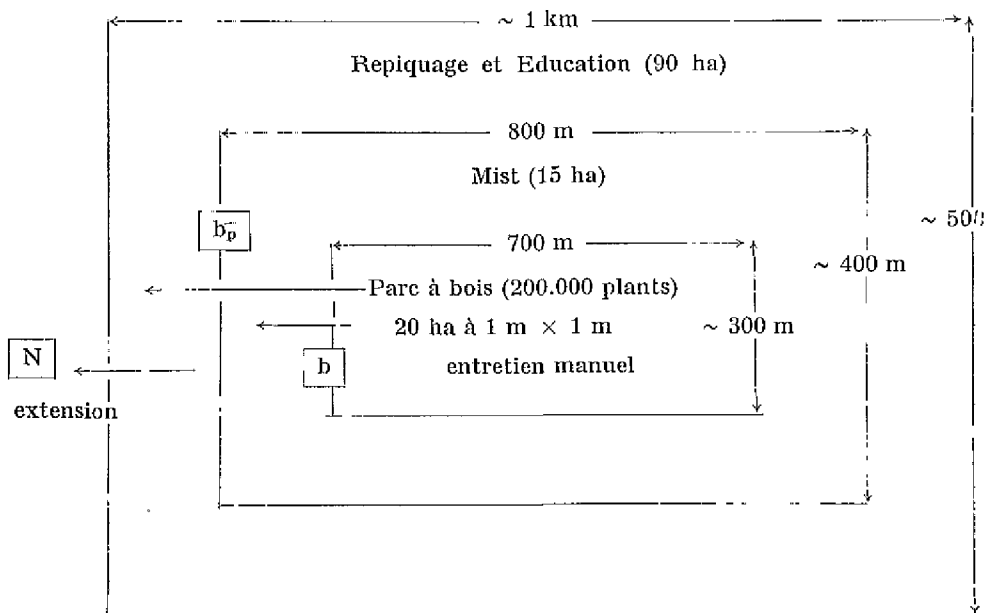 ~ 1 km
Repiquage et Education (90 ha)
800 m
Mist (15 ha)
bp
~ 500
700 m
~ 400 m
Parc à bois (200.000 plants)
20 ha à 1 m × 1 m
~ 300 m
N
b
entretien manuel
extension